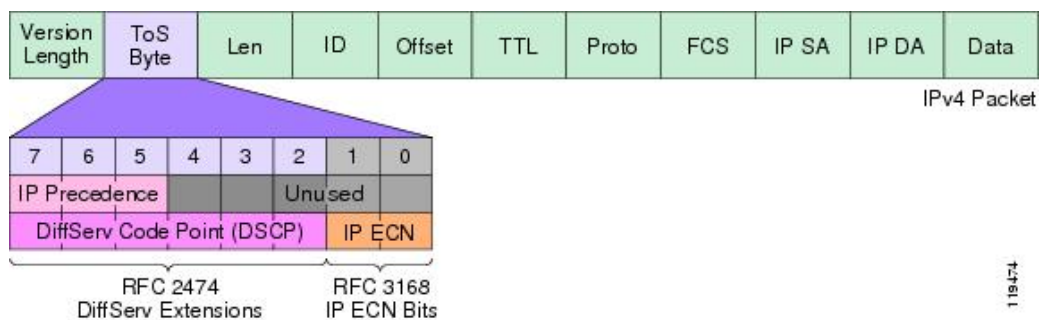 Version Length ToS Byte Len ID Offset TTL Proto FCS IP SA IP DA Data
IPv4 Packet
7 6 5 4 3 2 1 0
IP Precedence Unused
DiffServ Code Point (DSCP) IP ECN
RFC 2474
DiffServ Extensions
RFC 3168
IP ECN Bits
119474